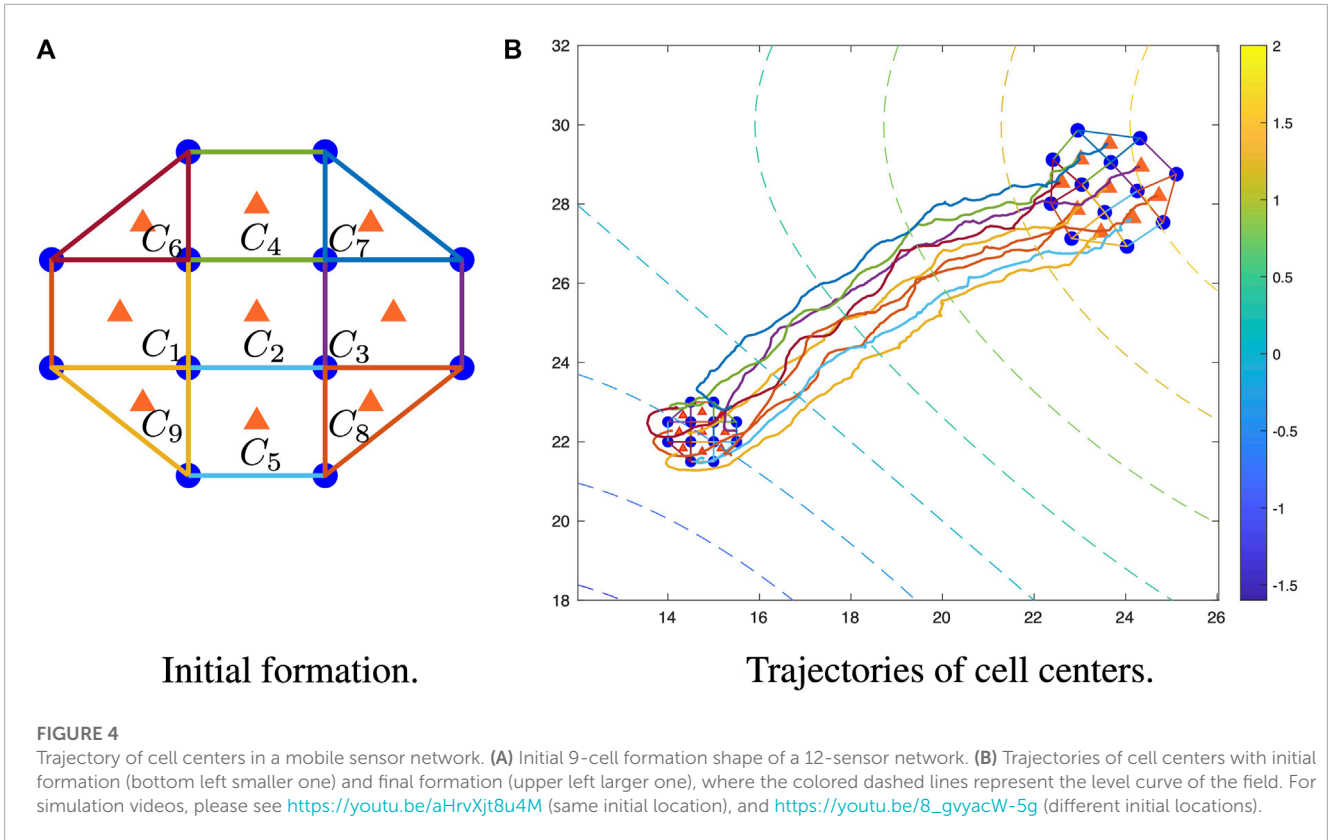 A
B
C6
C4
C7
C1
C2
C3
C9
C5
C8
32
30
28
26
24
22
20
18
14
16
18
20
22
24
26
2
1.5
1
0.5
0
-0.5
-1
-1.5
Initial formation.
Trajectories of cell centers.
FIGURE 4
Trajectory of cell centers in a mobile sensor network. (A) Initial 9-cell formation shape of a 12-sensor network. (B) Trajectories of cell centers with initial
formation (bottom left smaller one) and final formation (upper left larger one), where the colored dashed lines represent the level curve of the field. For
simulation videos, please see https://youtu.be/aHrvXjt8u4M (same initial location), and https://youtu.be/8_gvyacW-5g (different initial locations).